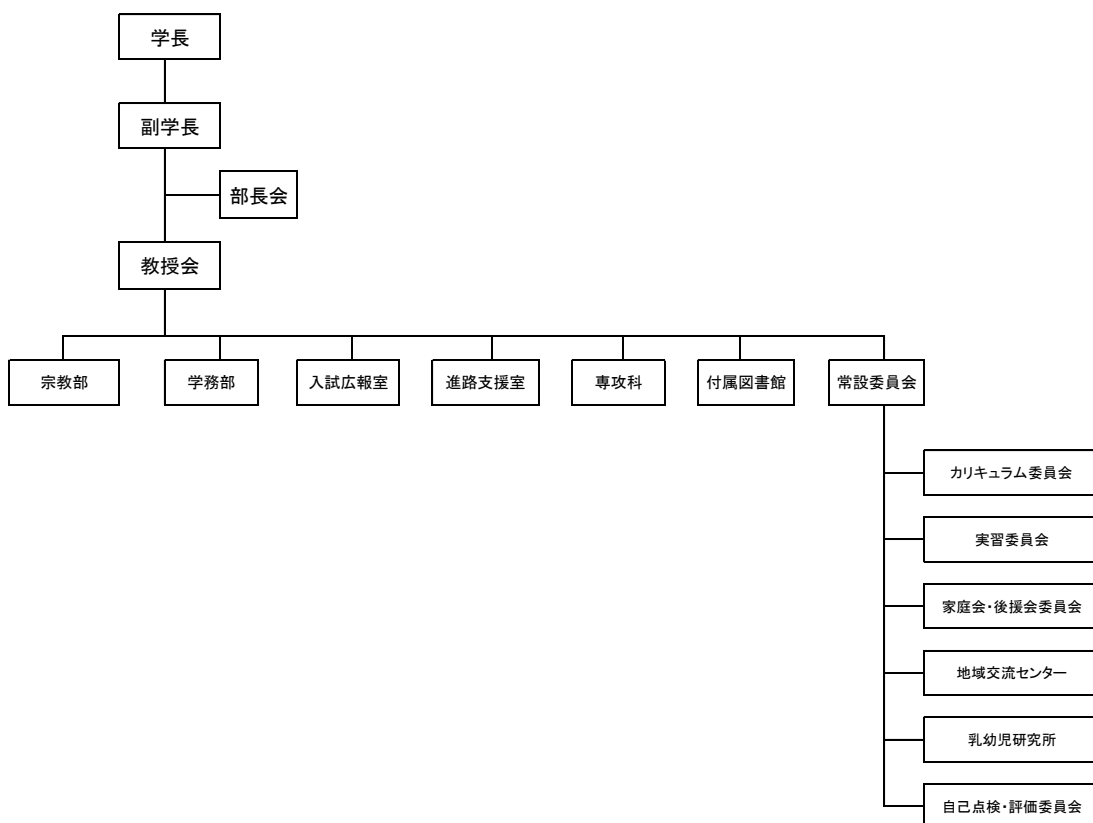 学長
副学長
部長会
教授会
宗教部
学務部
入試広報室
進路支援室
専攻科
付属図書館
常設委員会
カリキュラム委員会
実習委員会
家庭会・後援会委員会
地域交流センター
乳幼児研究所
自己点検・評価委員会